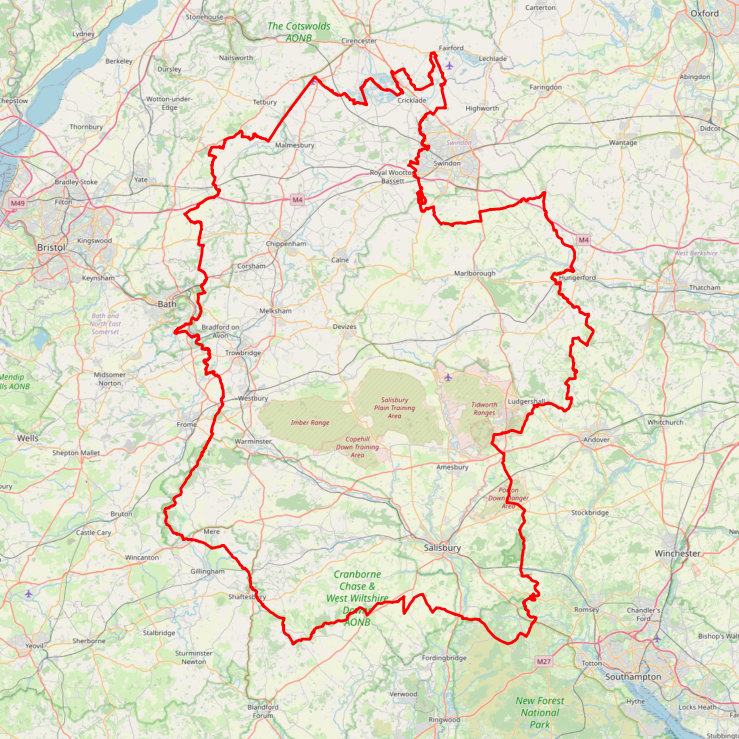 Stonehouse
The Cotswolds
AONB
Carterton
Oxford
Lydney
Cirencester
Fairford
Lechlade
Berkeley
Nailsworth
Dursley
Abingdon
Faringdon
Chepstow
Wotton-under-
Edge
Tetbury
Cricklade
Highworth
Didcot
Thornbury
Malmesbury
Swindon
Wantage
Swindon
Royal Wootton
Bassett
Bradley Stoke
Yate
M49
Filton
M4
Bristol
Kingswood
Chippenham
M4
West Berkshire
Calne
Corsham
Marlborough
Keynsham
Hungerford
Thatcham
Bath
Bath and
North East
Somerset
Melksham
Bradford on
Avon
Devizes
Trowbridge
Midsomer
Norton
Mendip
Hills AONB
Westbury
Salisbury
Plain Training
Area
Tidworth
Ranges
Ludgershall
Imber Range
Frome
Whitchurch
Wells
Warminster
Copehill
Down Training
Area
Andover
Shepton Mallet
Amesbury
Porton
Down Danger
Area
Bruton
Stockbridge
Castle Cary
Mere
Salisbury
Winchester
Wincanton
Gillingham
Cranborne
Chase &
West Wiltshire
Downs
AONB
Shaftesbury
Romsey
Chandler's
Ford
Stalbridge
Sherborne
Bishop's Walt
Yeovil
Sturminster
Newton
Fordingbridge
M27
Totton
Southampton
Verwood
Blandford
Forum
New Forest
National
Park
Hythe
Locks Heath
Ringwood